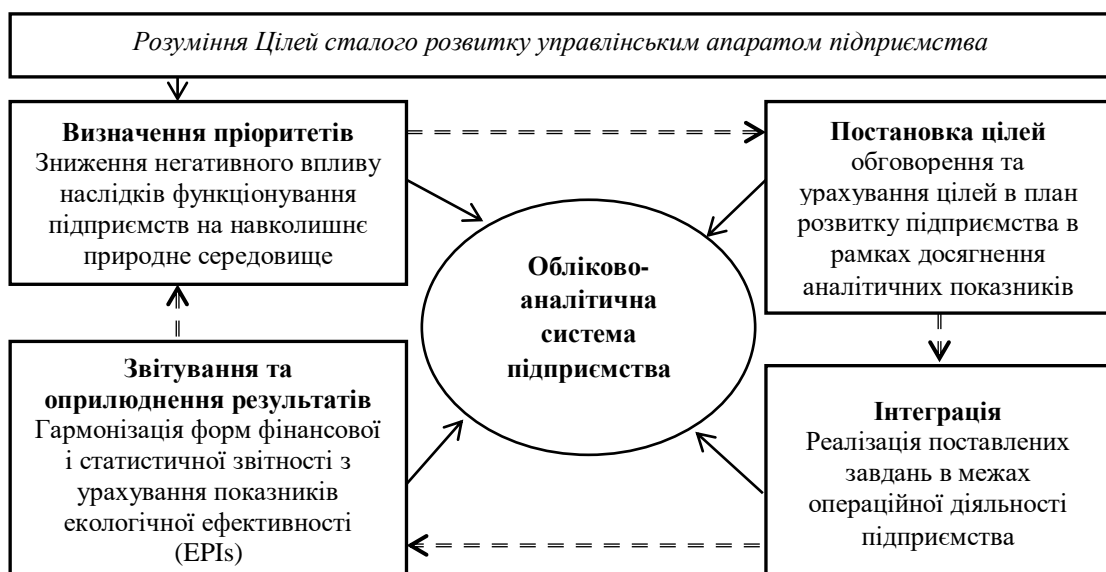 Розуміння Цілей сталого розвитку управлінським апаратом підприємства
Визначення пріоритетів
Зниження негативного впливу
наслідків функціонування
підприємств на навколишнє
природне середовище
Постановка цілей
обговорення та
урахування цілей в план
розвитку підприємства в
рамках досягнення
аналітичних показників
Обліково-
аналітична
система
підприємства
Звітування та
оприлюднення результатів
Гармонізація форм фінансової
і статистичної звітності з
урахування показників
екологічної ефективності
(EPIs)
Інтеграція
Реалізація поставлених
завдань в межах
операційної діяльності
підприємства